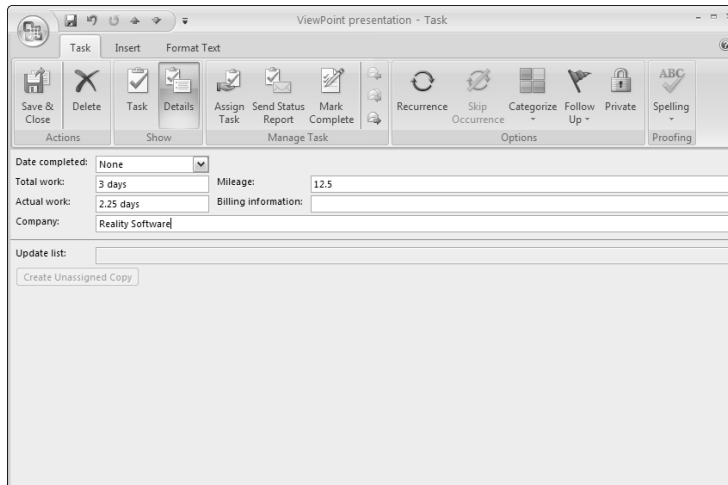 ViewPoint presentation - Task
Task Insert Format Text
Save & Close Delete Task Details Assign Task Send Status Report Mark Complete Recurrence Skip Occurrence Categorize Follow Up Private ABC Spelling
Actions Show Manage Task Options Proofing
Date completed: None
Total work: 3 days Mileage: 12.5
Actual work: 2.25 days Billing information:
Company: Reality Software
Update list:
Create Unassigned Copy